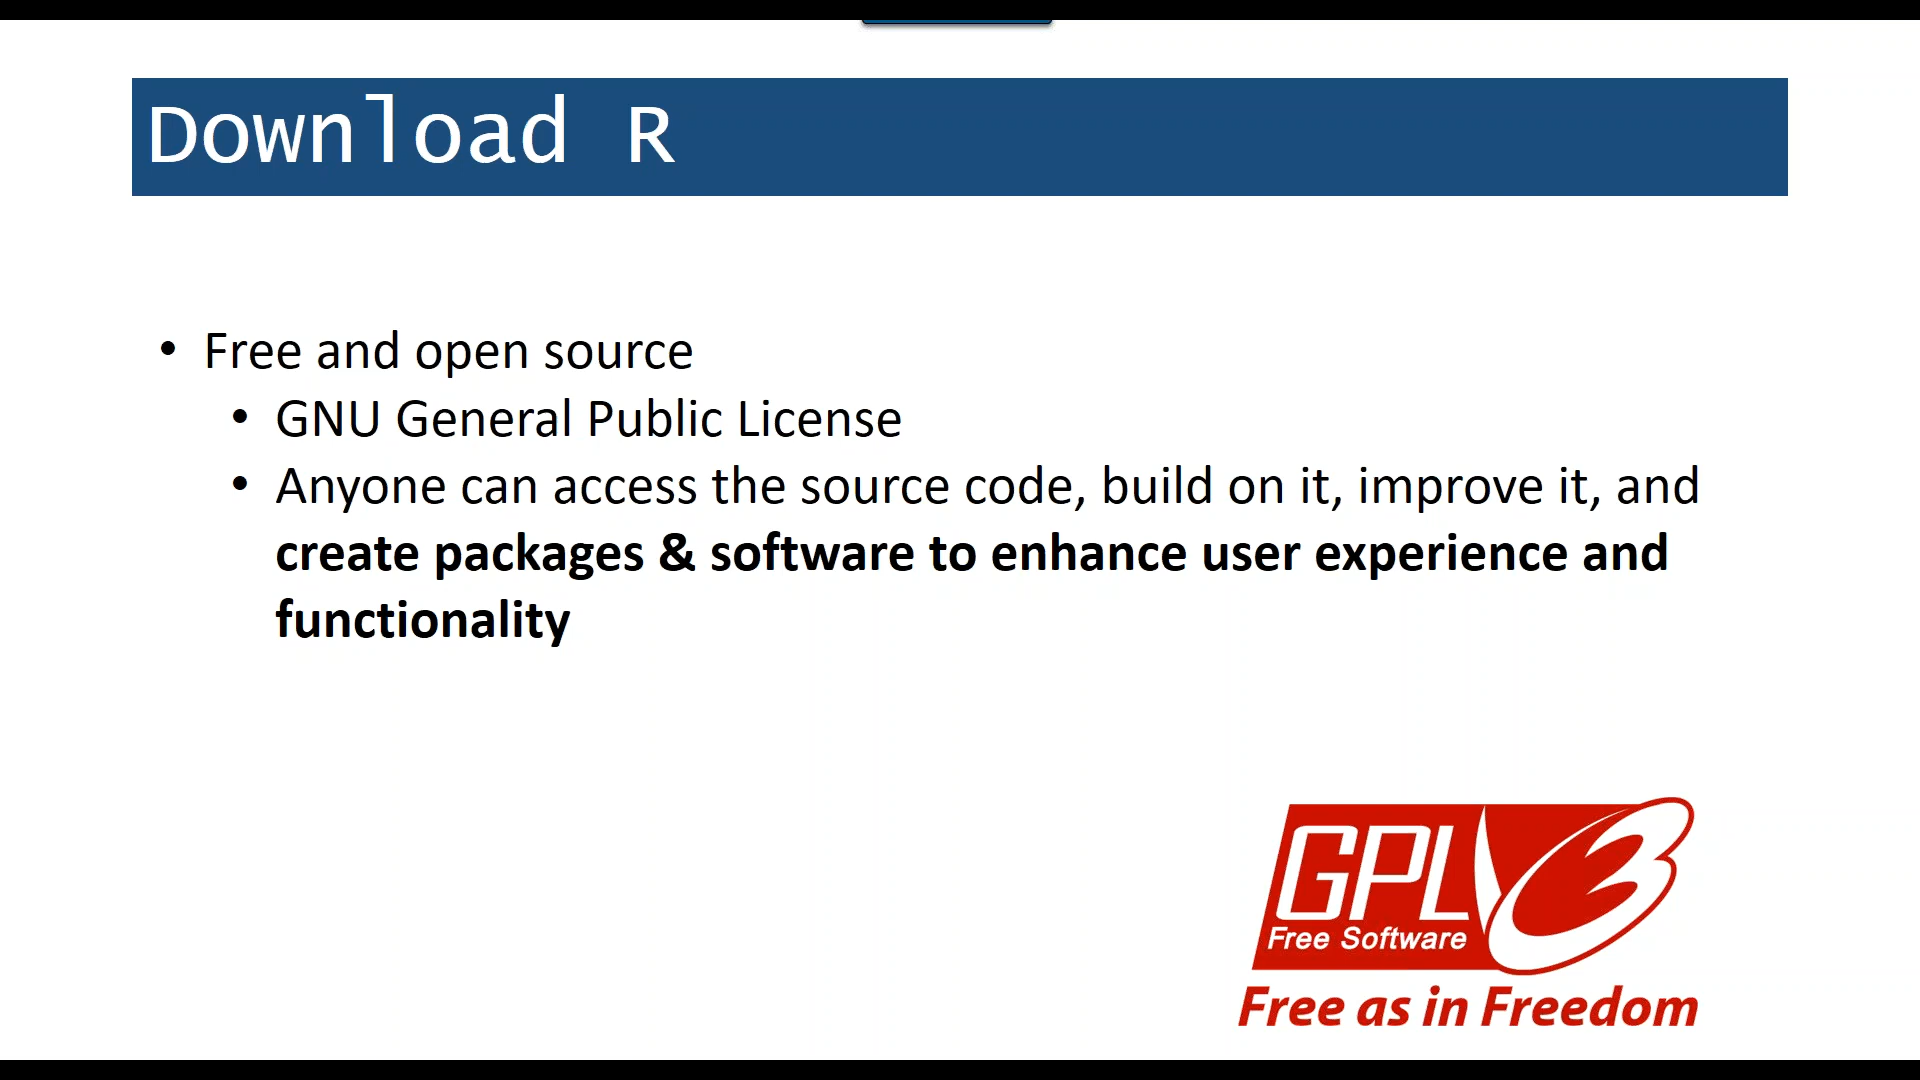 Download R
• Free and open source
• GNU General Public License
• Anyone can access the source code, build on it, improve it, and
create packages & software to enhance user experience and
functionality
GPLv3
Free Software
Free as in Freedom